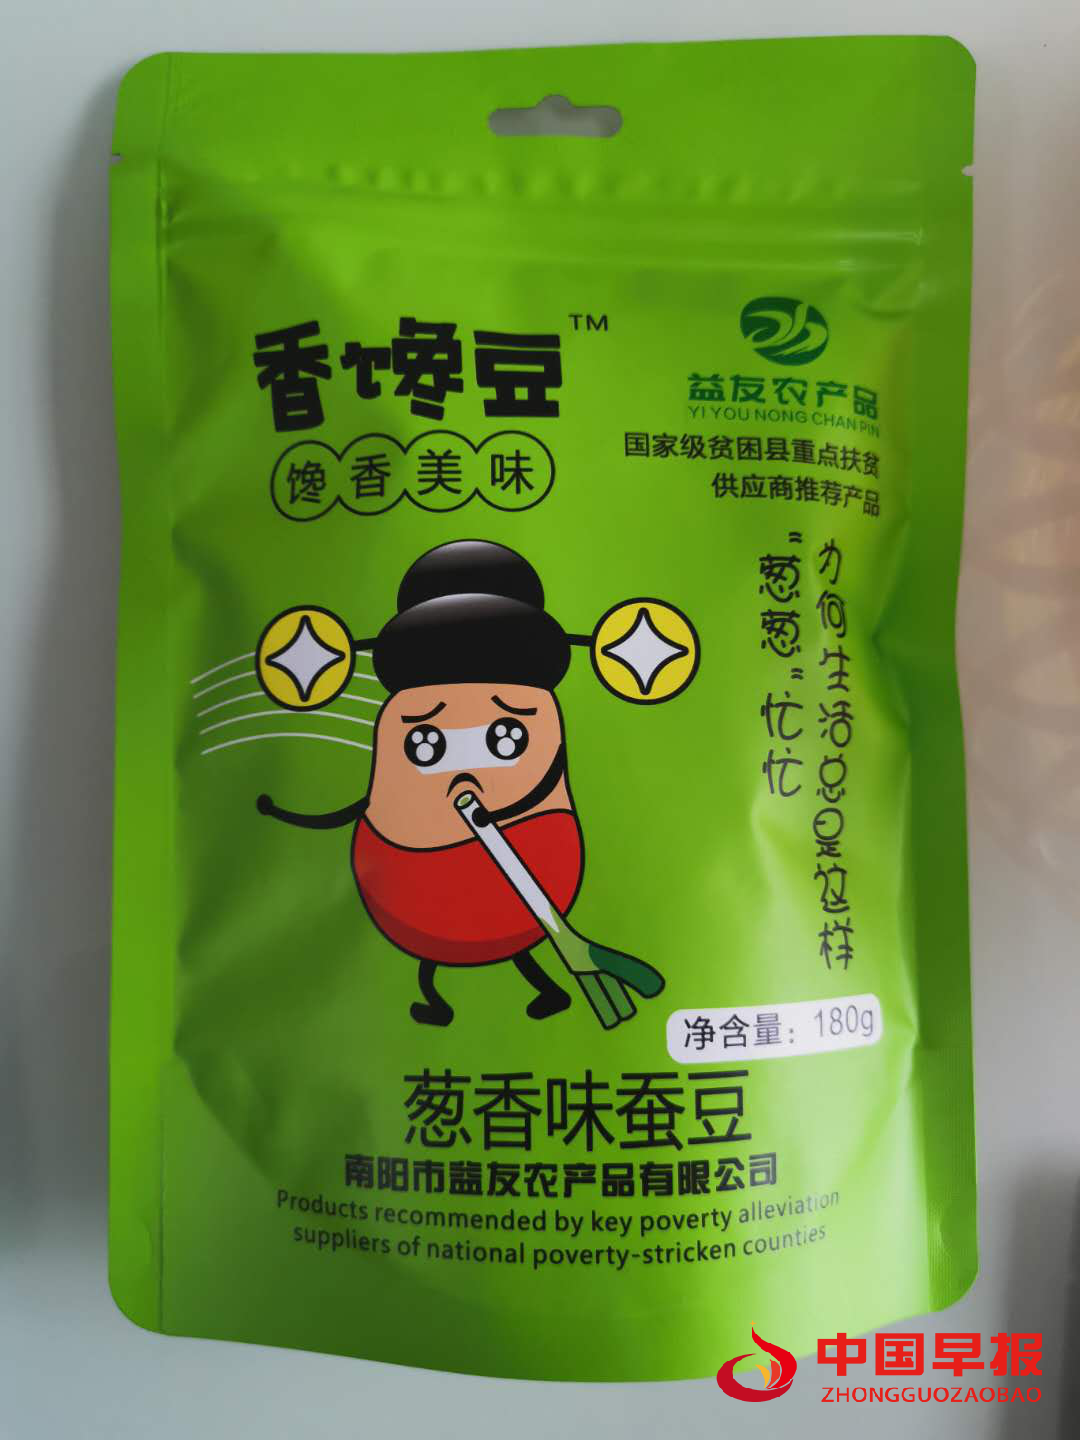 香馋豆™
馋香美味
益友农产品
YI YOU NONG CHAN PIN
国家级贫困县重点扶贫
供应商推荐产品
为何生活总是这样
“葱葱”忙忙
净含量：180g
葱香味蚕豆
南阳市益友农产品有限公司
Products recommended by key poverty alleviation
suppliers of national poverty-stricken counties
中国早报
ZHONGGUOZAOBAO